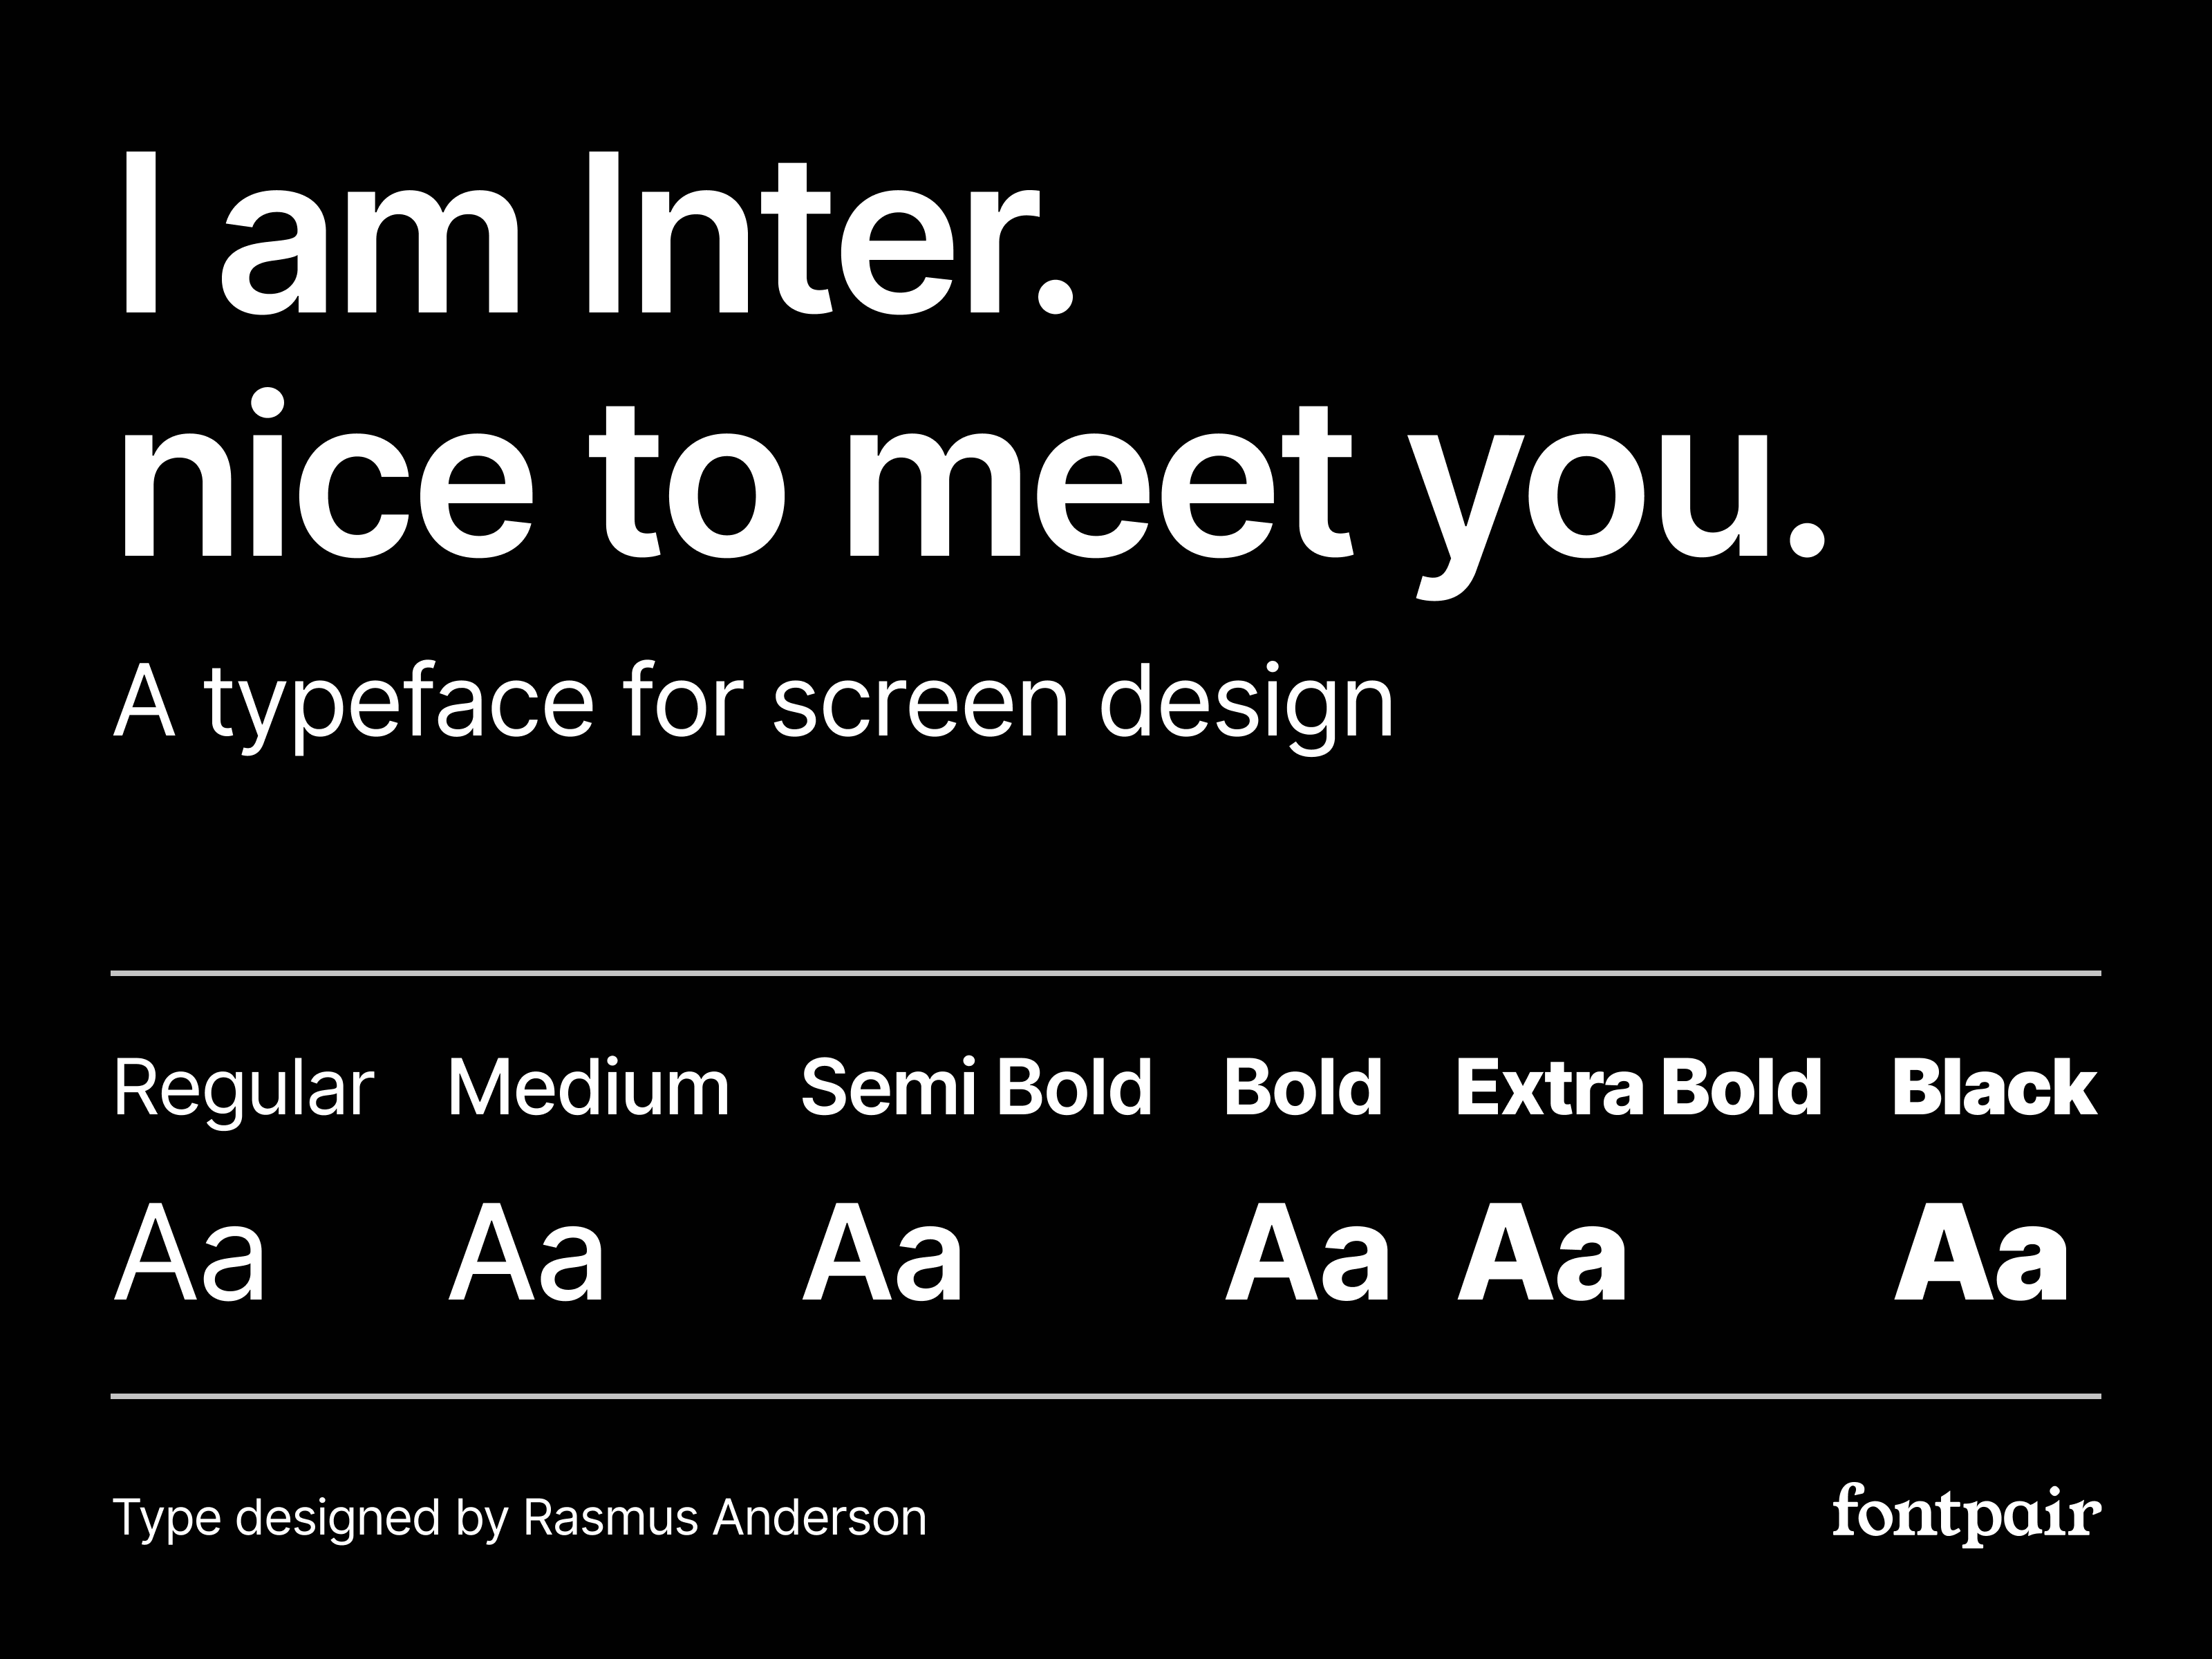 I am Inter.
nice to meet you.
A typeface for screen design
Regular Medium Semi Bold Bold Extra Bold Black
Aa Aa Aa Aa Aa Aa
Type designed by Rasmus Anderson
fontpair